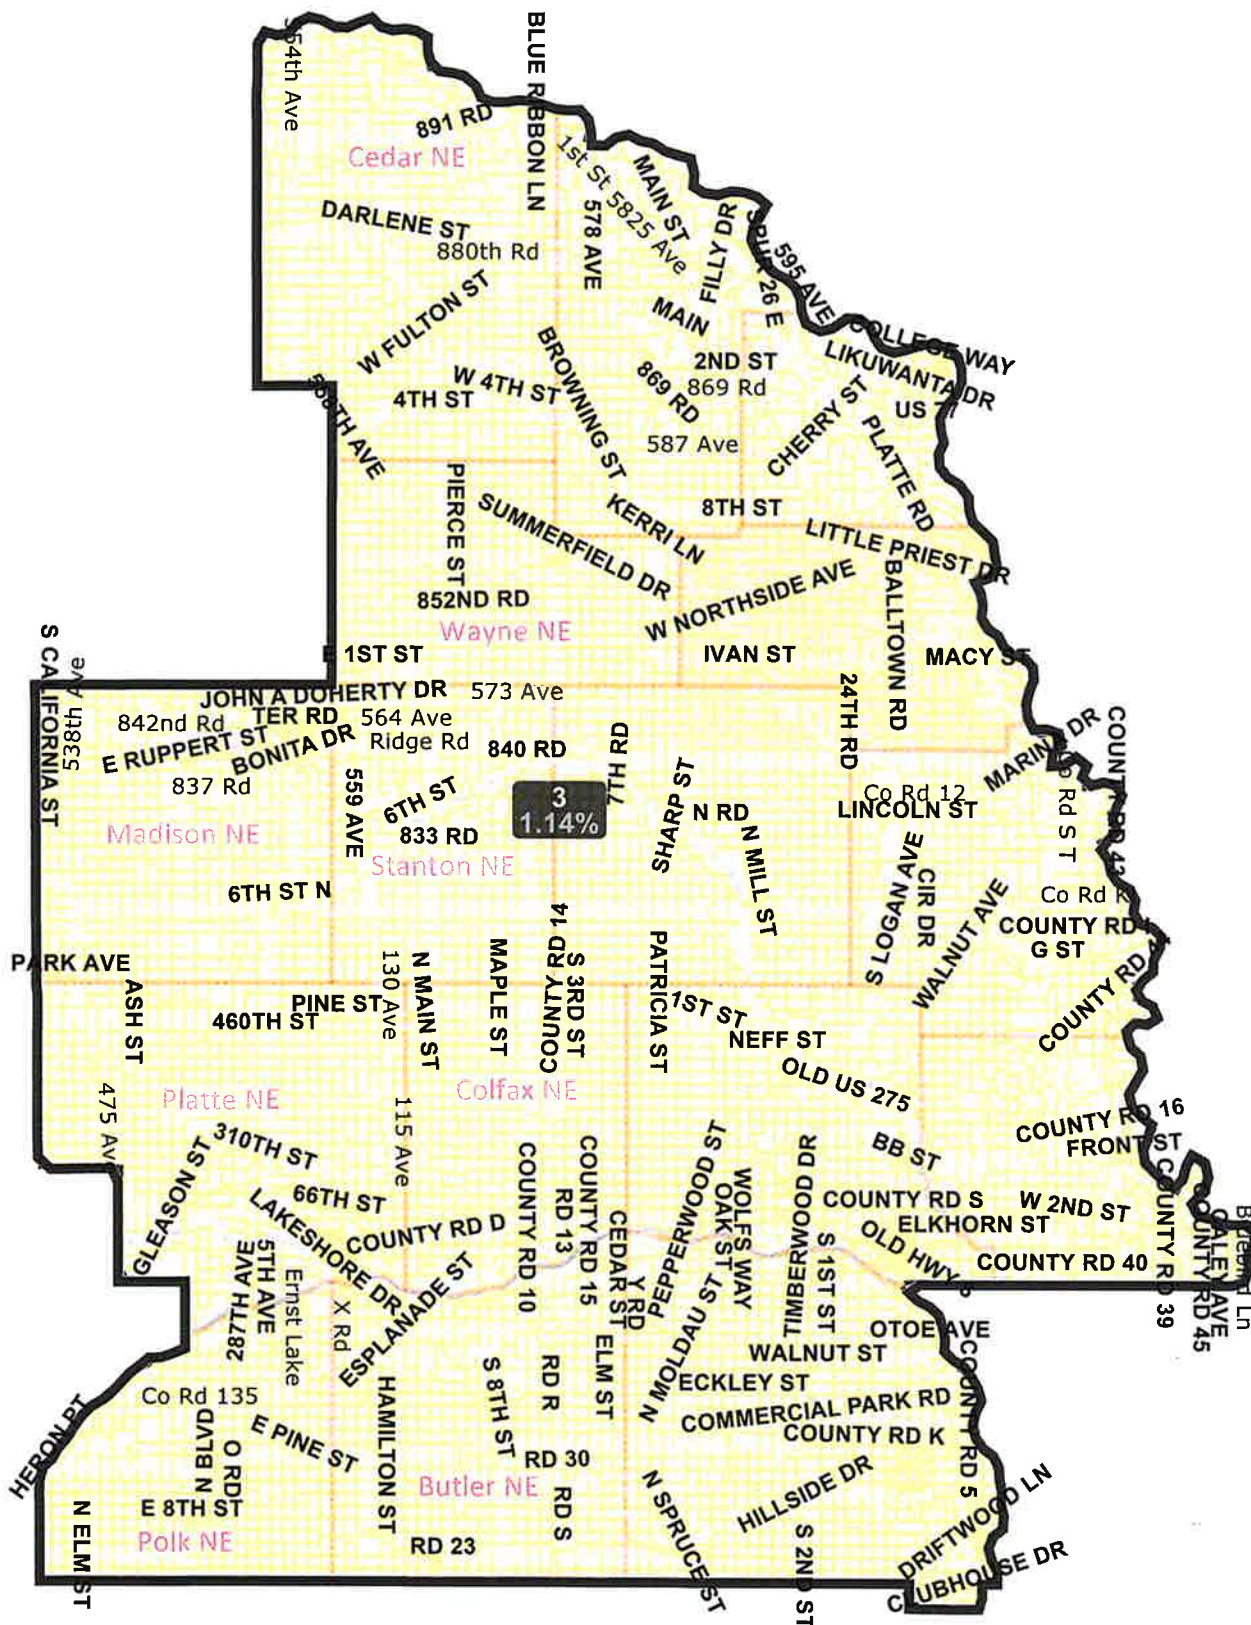 BLUE RIBBON LN
891 RD
Cedar NE
1st St
5825 Ave
MAIN ST
578 AVE
FILLY DR
DARLENE ST
880th Rd
595 AVE
26 E
W FULTON ST
MAIN
COLLEGE WAY
LIKUWANTA DR
BROWNING ST
2ND ST
869 RD
869 Rd
W 4TH ST
4TH ST
CHERRY ST
US 77
558TH AVE
587 Ave
PLATTE RD
PIERCE ST
SUMMERFIELD DR
KERRI LN
8TH ST
LITTLE PRIEST DR
852ND RD
Wayne NE
W NORTHSIDE AVE
BALLTOWN RD
S CALIFORNIA ST
538th Ave
E 1ST ST
IVAN ST
MACY ST
JOHN A DOHERTY DR
573 Ave
842nd Rd
TER RD
564 Ave
24TH RD
E RUPPERT ST
BONITA DR
Ridge Rd
840 RD
7TH RD
MARINA DR
COUNTY RD 43
837 Rd
559 AVE
6TH ST
3
1.14%
SHARP ST
N RD
Co Rd 12
LINCOLN ST
Co Rd S T
Madison NE
833 RD
Stanton NE
N MILL ST
S LOGAN AVE
CIR DR
WALNUT AVE
6TH ST N
Co Rd K
COUNTY RD
G ST
PARK AVE
ASH ST
130 Ave
N MAIN ST
MAPLE ST
COUNTY RD 14
S 3RD ST
PATRICIA ST
PINE ST
460TH ST
1ST ST
NEFF ST
COUNTY RD
OLD US 275
Platte NE
475 Ave
115 Ave
Colfax NE
COUNTY RD 16
FRONT ST
GLEASON ST
310TH ST
66TH ST
BB ST
LAKESHORE DR
COUNTY RD D
COUNTY RD 10
RD 13
COUNTY RD 15
CEDAR ST
PEPPERWOOD ST
OAK ST
WOLFS WAY
TIMBERWOOD DR
COUNTY RD S
W 2ND ST
ELKHORN ST
OLD HWY 8
COUNTY RD 40
COUNTY RD 39
COUNTY RD 45
CALEY AVE
Bluebird Ln
287TH AVE
5TH AVE
Ernst Lake
X Rd
ESPLANADE ST
Y RD
N MOLDAU ST
S 1ST ST
OTOE AVE
WALNUT ST
ELM ST
ECKLEY ST
Co Rd 135
HAMILTON ST
S 8TH ST
RD R
COMMERCIAL PARK RD
COUNTY RD K
COUNTY RD 5
HERON PT
N BLVD
O RD
E PINE ST
RD 30
Butler NE
HILLSIDE DR
E 8TH ST
RD S
N SPRUCE ST
DRIFTWOOD LN
N ELM ST
Polk NE
RD 23
S 2ND ST
CLUBHOUSE DR